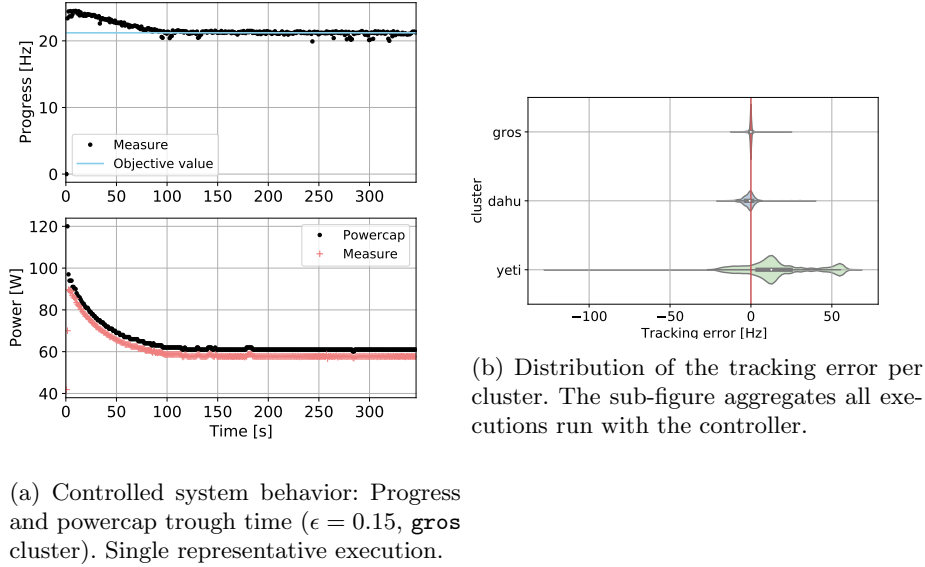 Progress [Hz]
20
10
0
Measure
Objective value
0 50 100 150 200 250 300
Power [W]
120
100
80
60
40
Powercap
Measure
0 50 100 150 200 250 300
Time [s]
(a) Controlled system behavior: Progress
and powercap trough time (ϵ = 0.15, gros
cluster). Single representative execution.
cluster
gros
dahu
yeti
−100 −50 0 50
Tracking error [Hz]
(b) Distribution of the tracking error per
cluster. The sub-figure aggregates all exe-
cutions run with the controller.